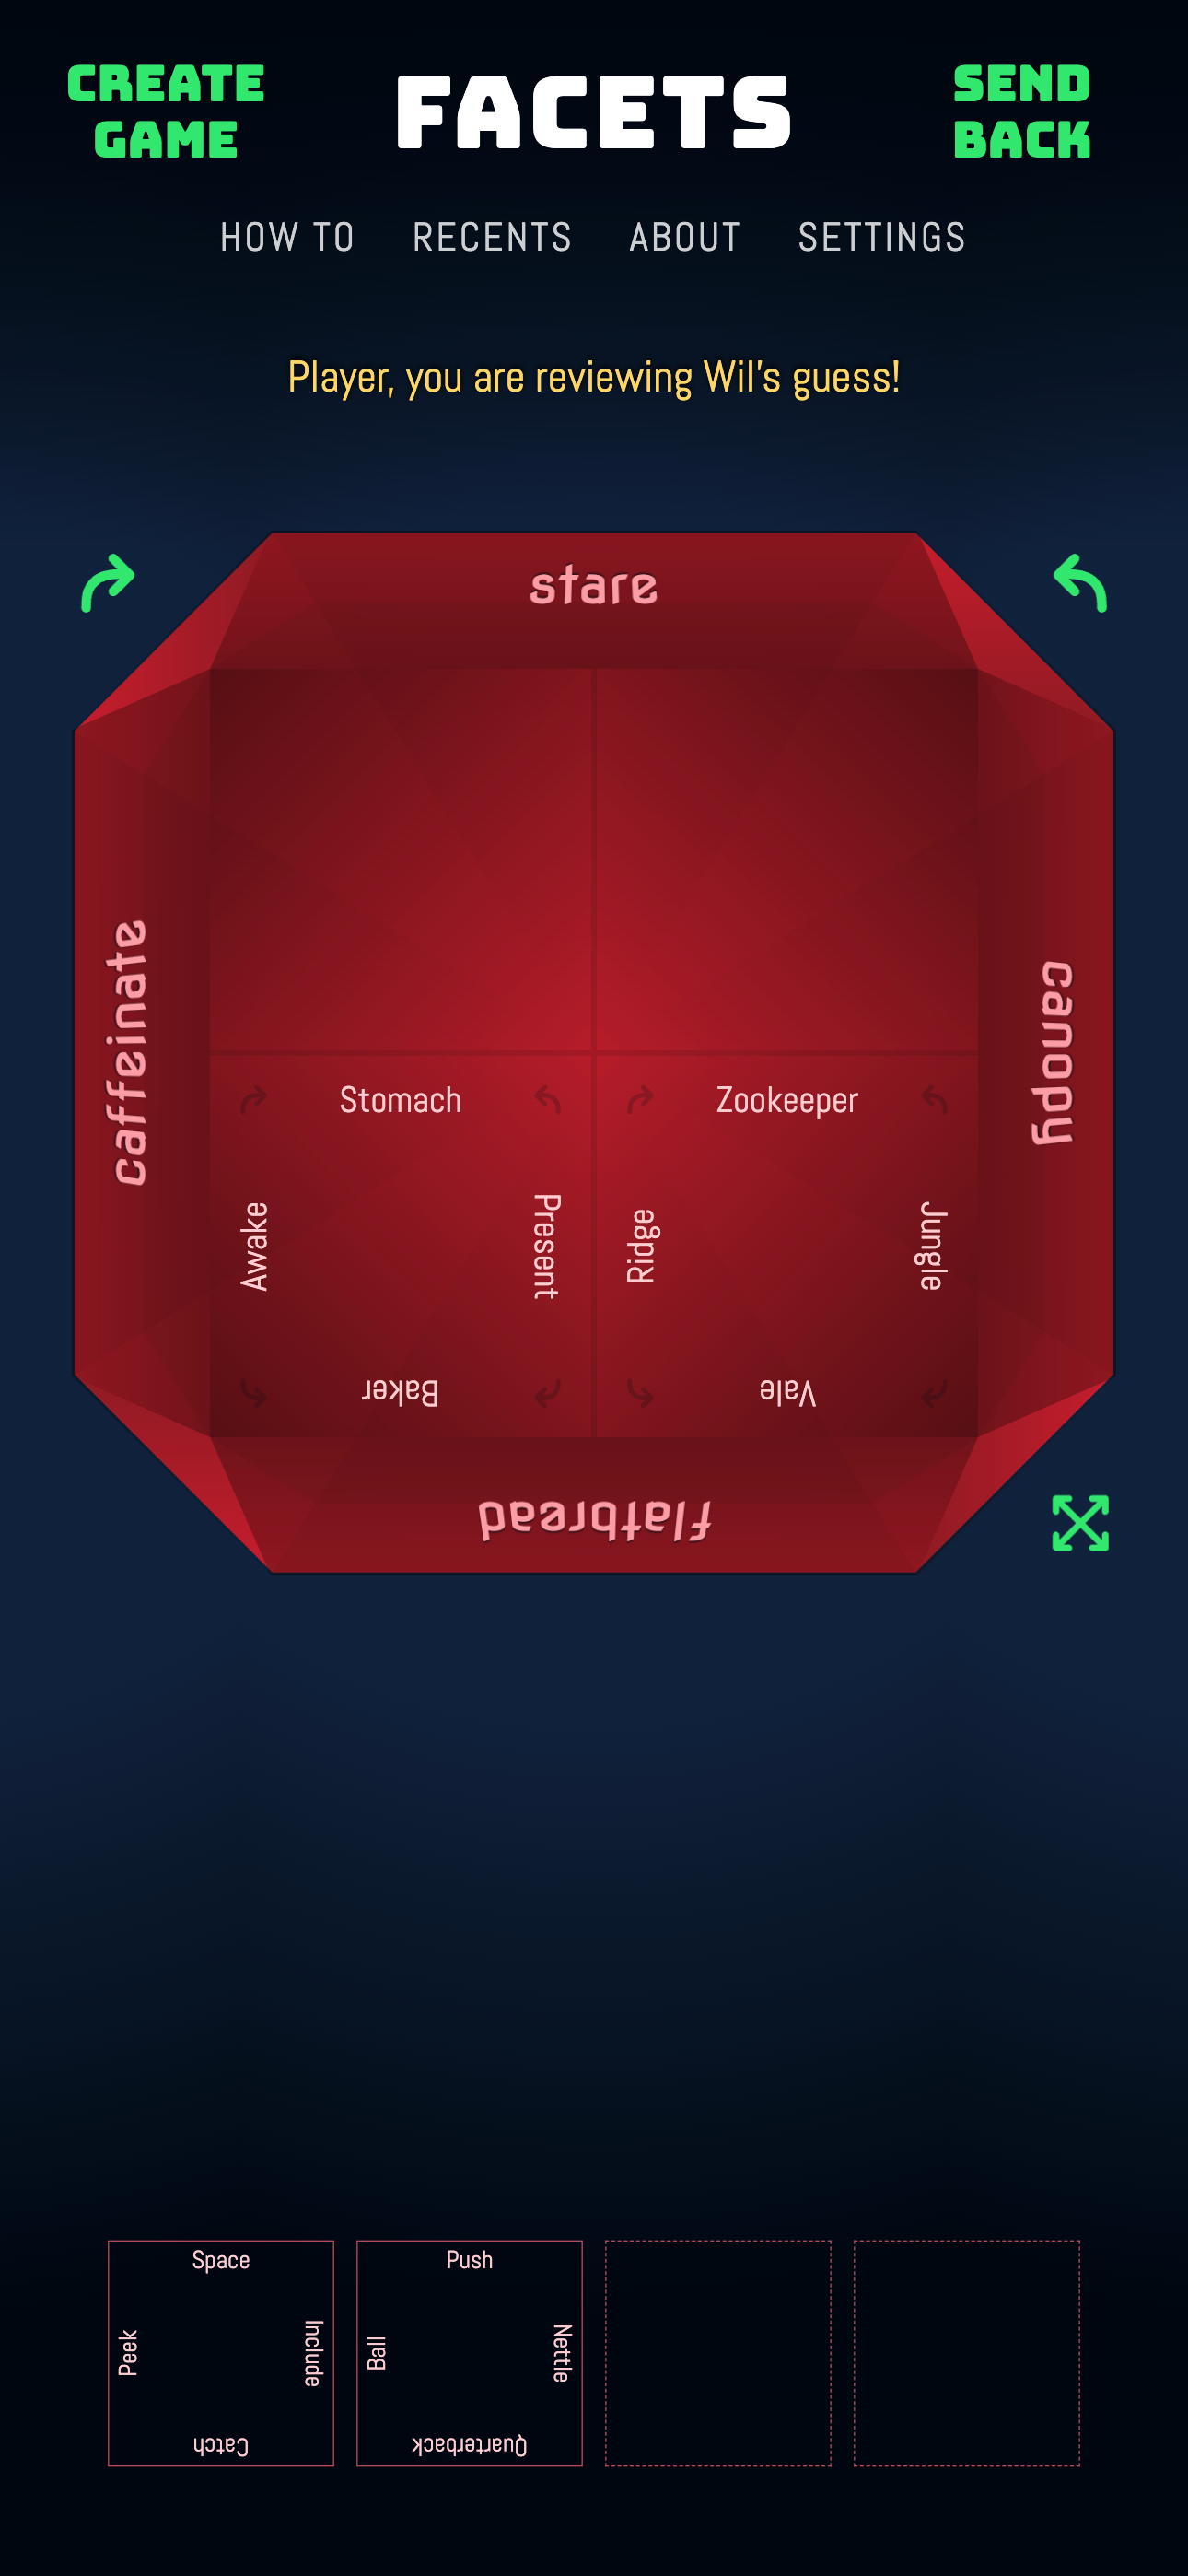 CREATE
GAME
FACETS
SEND
BACK
HOW TO
RECENTS
ABOUT
SETTINGS
Player, you are reviewing Wil's guess!
stare
caffeinate
canopy
Stomach
Zookeeper
Awake
Present
Ridge
Jungle
Baker
Vale
flatbread
Space
Push
Peek
Include
Ball
Nettle
Catch
Quarterback